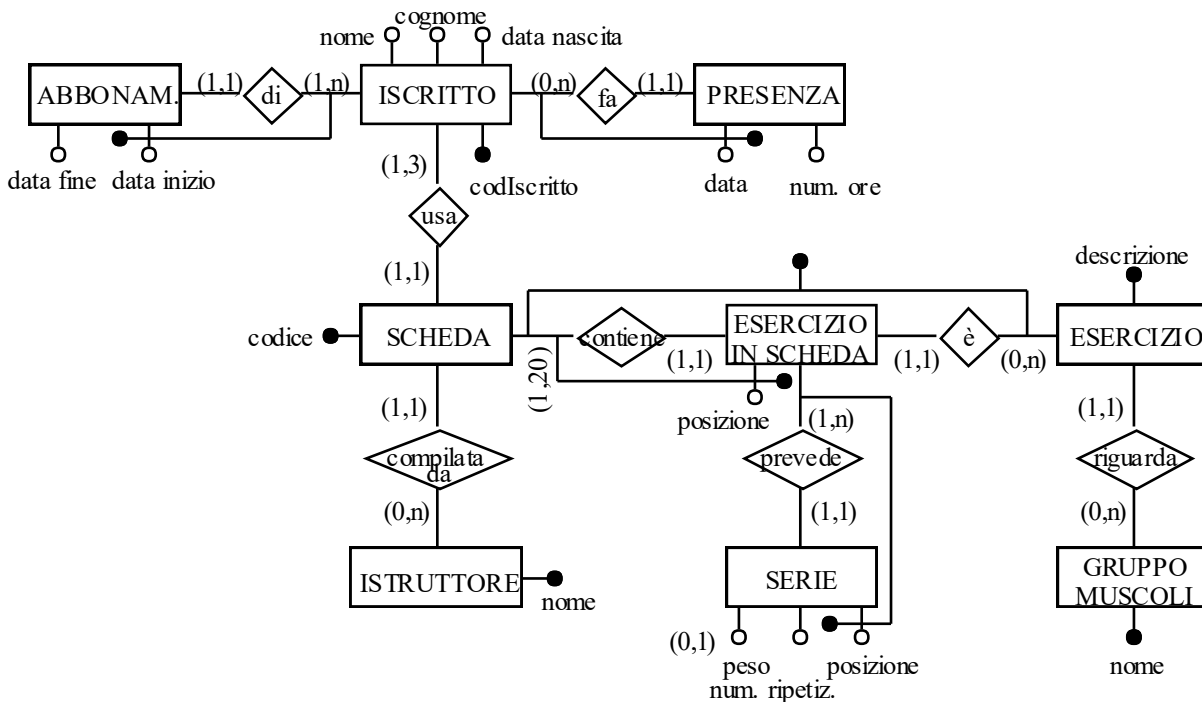 cognome
nome
data nascita
ABBONAM.
(1,1)
di
(1,n)
ISCRITTO
(0,n)
fa
(1,1)
PRESENZA
data fine
data inizio
(1,3)
codIscritto
data
num. ore
usa
(1,1)
descrizione
codice
SCHEDA
(1,20)
contiene
(1,1)
ESERCIZIO
IN SCHEDA
(1,1)
è
(0,n)
ESERCIZIO
posizione
(1,1)
(1,n)
(1,1)
compilata
da
prevede
riguarda
(0,n)
(1,1)
(0,n)
ISTRUTTORE
nome
SERIE
GRUPPO
MUSCOLI
(0,1)
peso
num. ripetiz.
posizione
nome